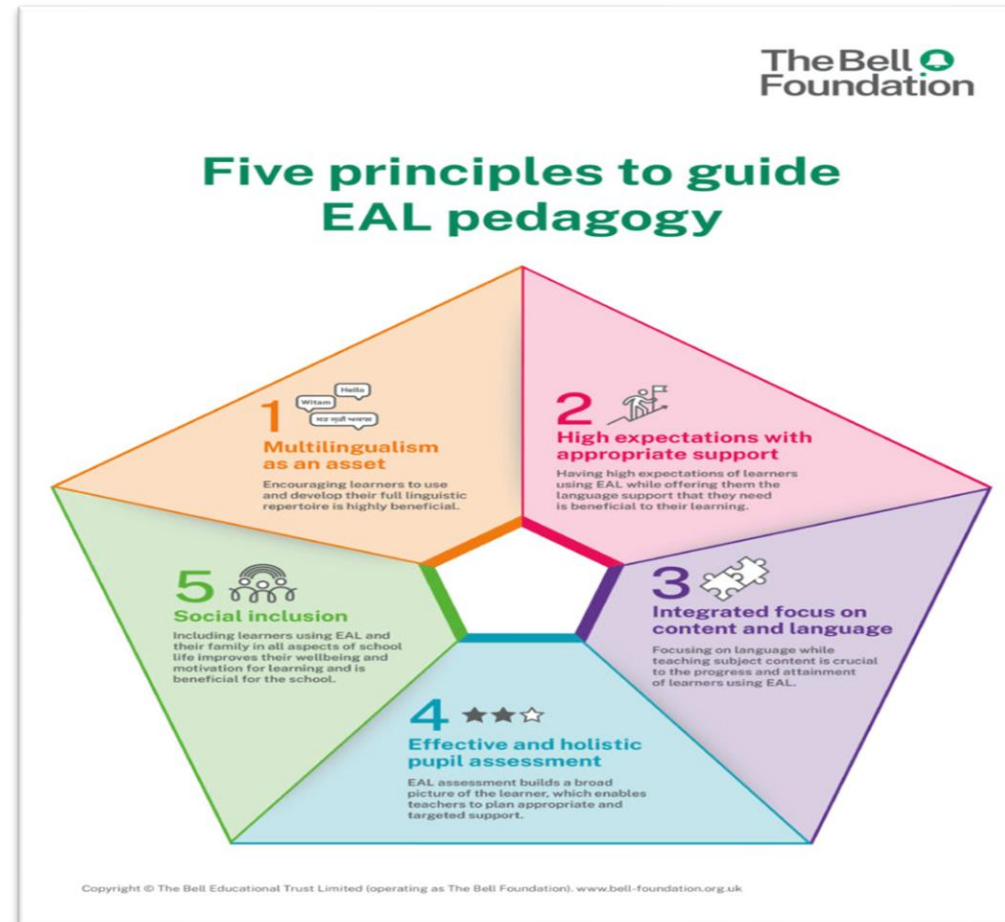 The Bell
Foundation
Five principles to guide
EAL pedagogy
1
Hello
Witam
ਸਤ ਸ੍ਰੀ ਅਕਾਲ
Multilingualism
as an asset
Encouraging learners to use
and develop their full linguistic
repertoire is highly beneficial.
2
High expectations with
appropriate support
Having high expectations of learners
using EAL while offering them the
language support that they need
is beneficial to their learning.
3
Integrated focus on
content and language
Focusing on language while
teaching subject content is crucial
to the progress and attainment
of learners using EAL.
4
Effective and holistic
pupil assessment
EAL assessment builds a broad
picture of the learner, which enables
teachers to plan appropriate and
targeted support.
5
Social inclusion
Including learners using EAL and
their family in all aspects of school
life improves their wellbeing and
motivation for learning and is
beneficial for the school.
Copyright © The Bell Educational Trust Limited (operating as The Bell Foundation). www.bell-foundation.org.uk